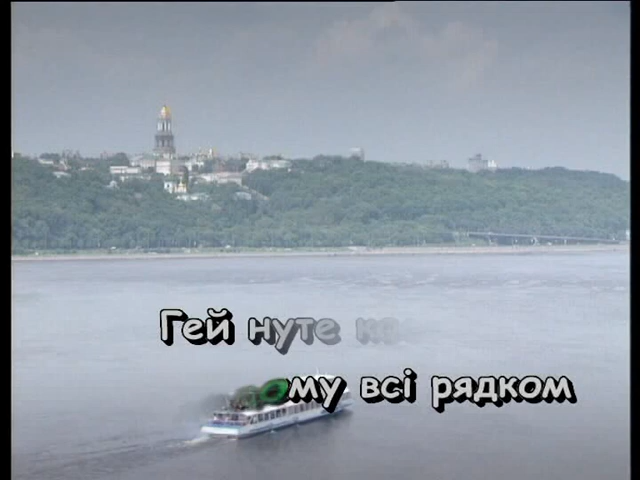 Гей нуте
ому всі рядком